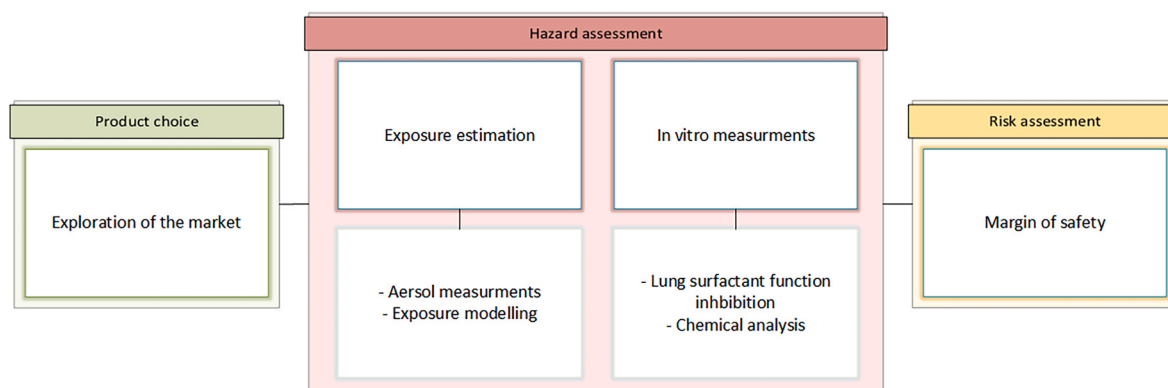 Hazard assessment
Product choice
Exploration of the market
Exposure estimation
In vitro measurments
- Aersol measurments
- Exposure modelling
- Lung surfactant function
inhbibition
- Chemical analysis
Risk assessment
Margin of safety